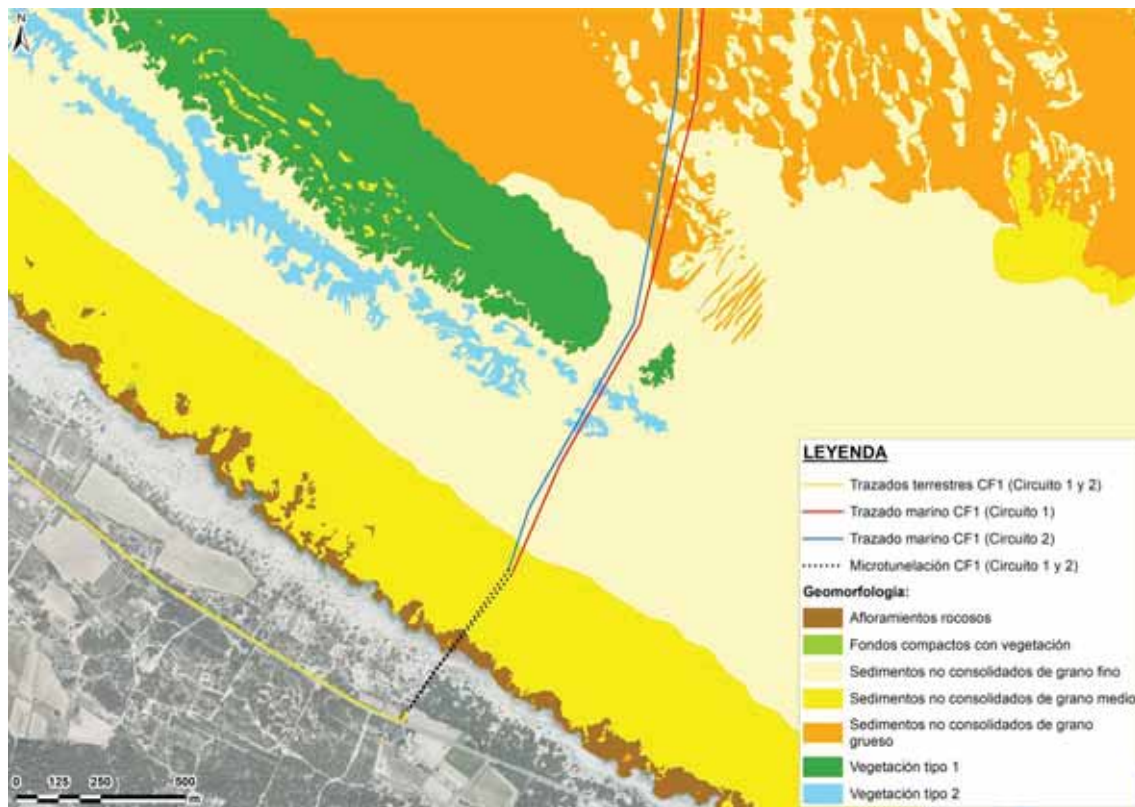 N
LEYENDA
Trazados terrestres CF1 (Circuito 1 y 2)
Trazado marino CF1 (Circuito 1)
Trazado marino CF1 (Circuito 2)
Microtunelación CF1 (Circuito 1 y 2)
Geomorfologia:
Afloramientos rocosos
Fondos compactos con vegetación
Sedimentos no consolidados de grano fino
Sedimentos no consolidados de grano medio
Sedimentos no consolidados de grano
grueso
Vegetación tipo 1
Vegetación tipo 2
0 125 250 500
m